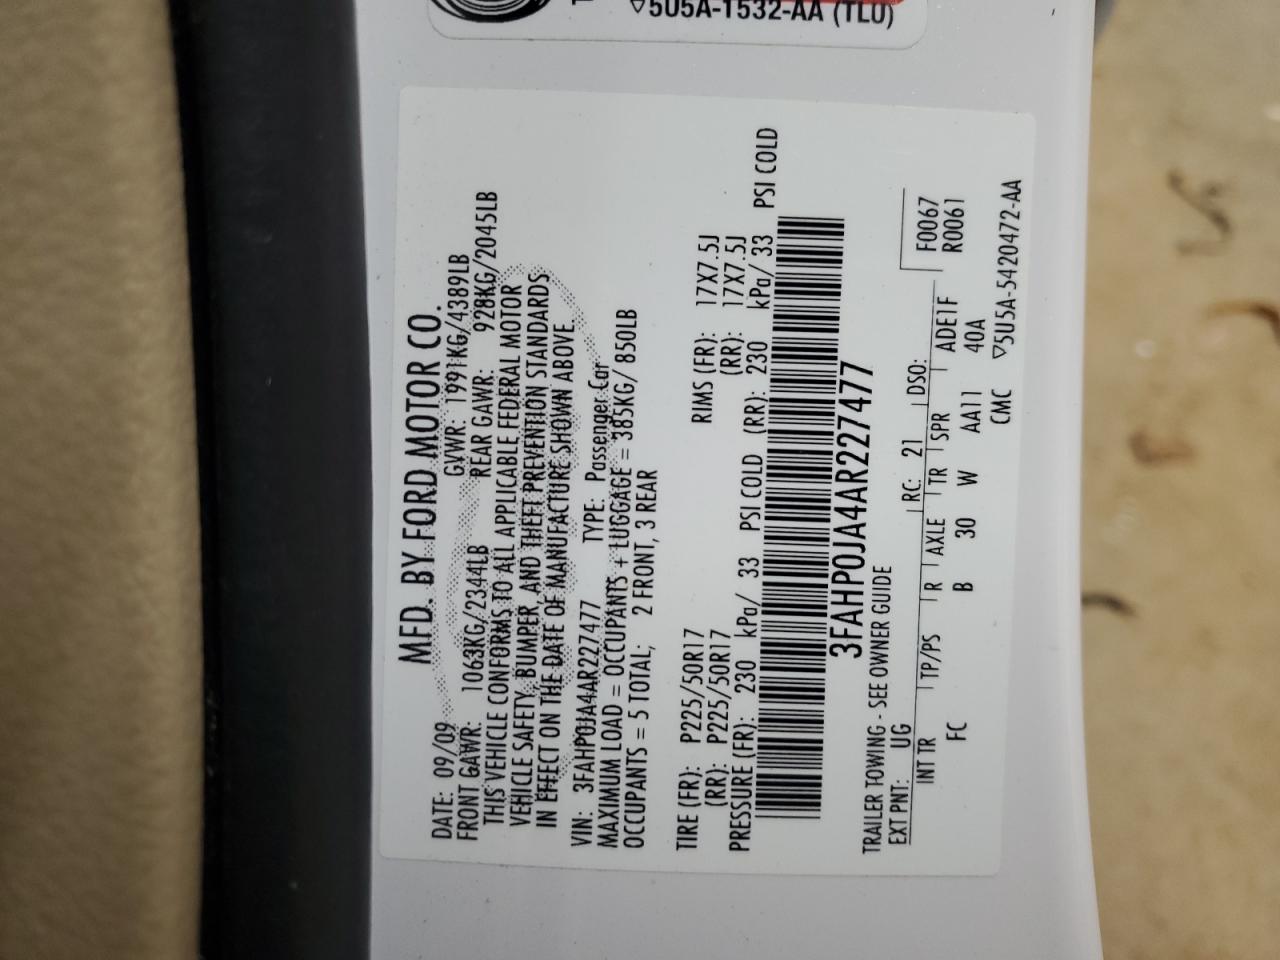 ▽5U5A-1532-AA (TLU)
MFD. BY FORD MOTOR CO.
DATE: 09/09 GVWR: 1991KG/4389LB
FRONT GAWR: 1063KG/2344LB REAR GAWR: 928KG/2045LB
THIS VEHICLE CONFORMS TO ALL APPLICABLE FEDERAL MOTOR
VEHICLE SAFETY, BUMPER, AND THEFT PREVENTION STANDARDS
IN EFFECT ON THE DATE OF MANUFACTURE SHOWN ABOVE.
VIN: 3FAHP0JA4AR227477 TYPE: Passenger Car
MAXIMUM LOAD = OCCUPANTS + LUGGAGE = 385KG/ 850LB
OCCUPANTS = 5 TOTAL; 2 FRONT, 3 REAR
TIRE (FR): P225/50R17 RIMS (FR): 17X7.5J
(RR): P225/50R17 (RR): 17X7.5J
PRESSURE (FR): 230 kPa/ 33 PSI COLD (RR): 230 kPa/ 33 PSI COLD
3FAHP0JA4AR227477
TRAILER TOWING - SEE OWNER GUIDE
EXT PNT: UG RC: 21 DSO: F0067
R0061
INT TR TP/PS R AXLE TR SPR ADE1F
FC B 30 W AA11 40A
CMC ▽5U5A-5420472-AA